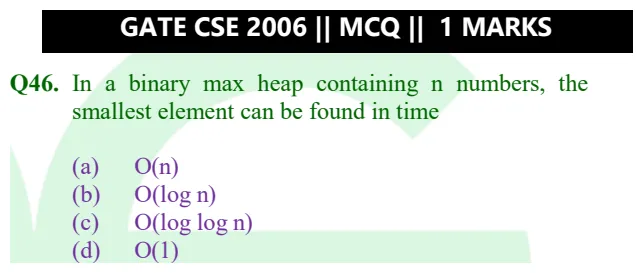 GATE CSE 2006 || MCQ || 1 MARKS
Q46. In a binary max heap containing n numbers, the
smallest element can be found in time
(a) O(n)
(b) O(log n)
(c) O(log log n)
(d) O(1)